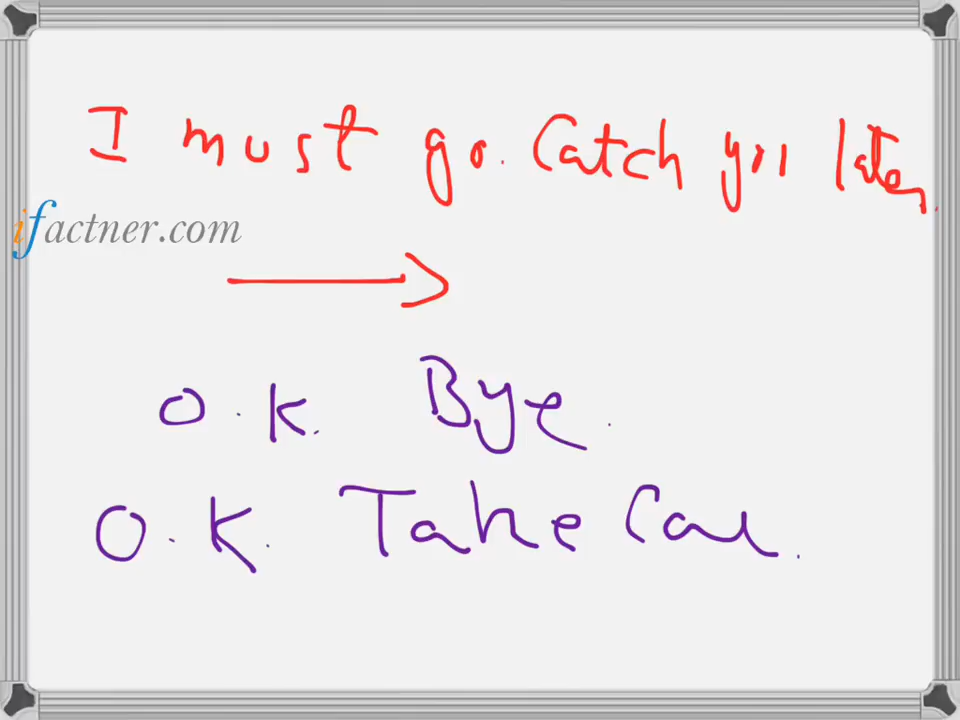 I must go. Catch you later.
ifactner.com
O.K. Bye.
O.K. Take Care.